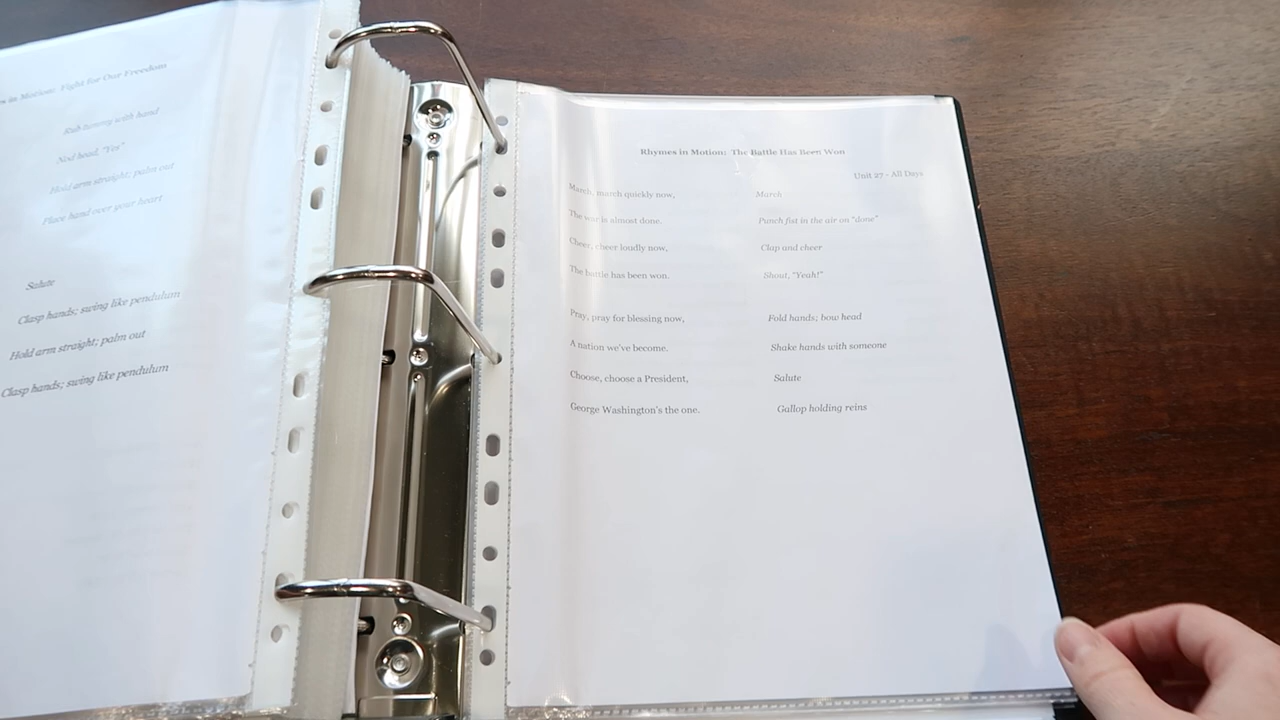 in Motion: Fight for Our Freedom
Rub tummy with hand
Nod head, "Yes"
Hold arm straight; palm out
Place hand over your heart
Salute
Clasp hands; swing like pendulum
Hold arm straight; palm out
Clasp hands; swing like pendulum
Rhymes in Motion: The Battle Has Been Won
Unit 27 - All Days
March, march quickly now, March
The war is almost done. Punch fist in the air on "done"
Cheer, cheer loudly now, Clap and cheer
The battle has been won. Shout, "Yeah!"
Pray, pray for blessing now, Fold hands; bow head
A nation we've become. Shake hands with someone
Choose, choose a President, Salute
George Washington's the one. Gallop holding reins